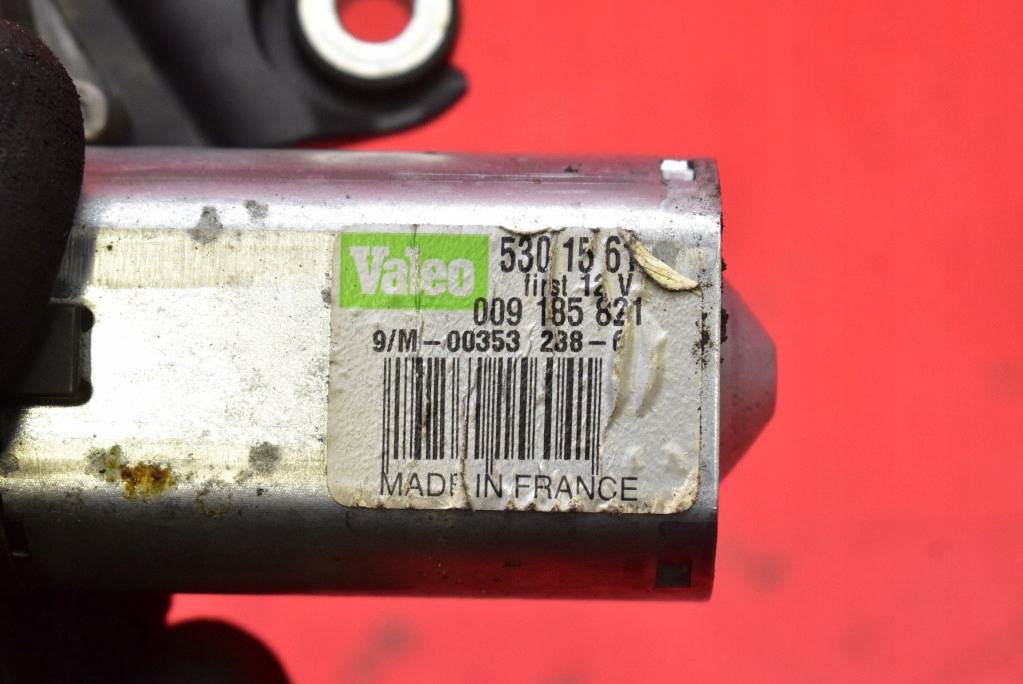 Valeo 530 15 61
first 12 V
009 185 821
9/M-00353 238-6
MADE IN FRANCE